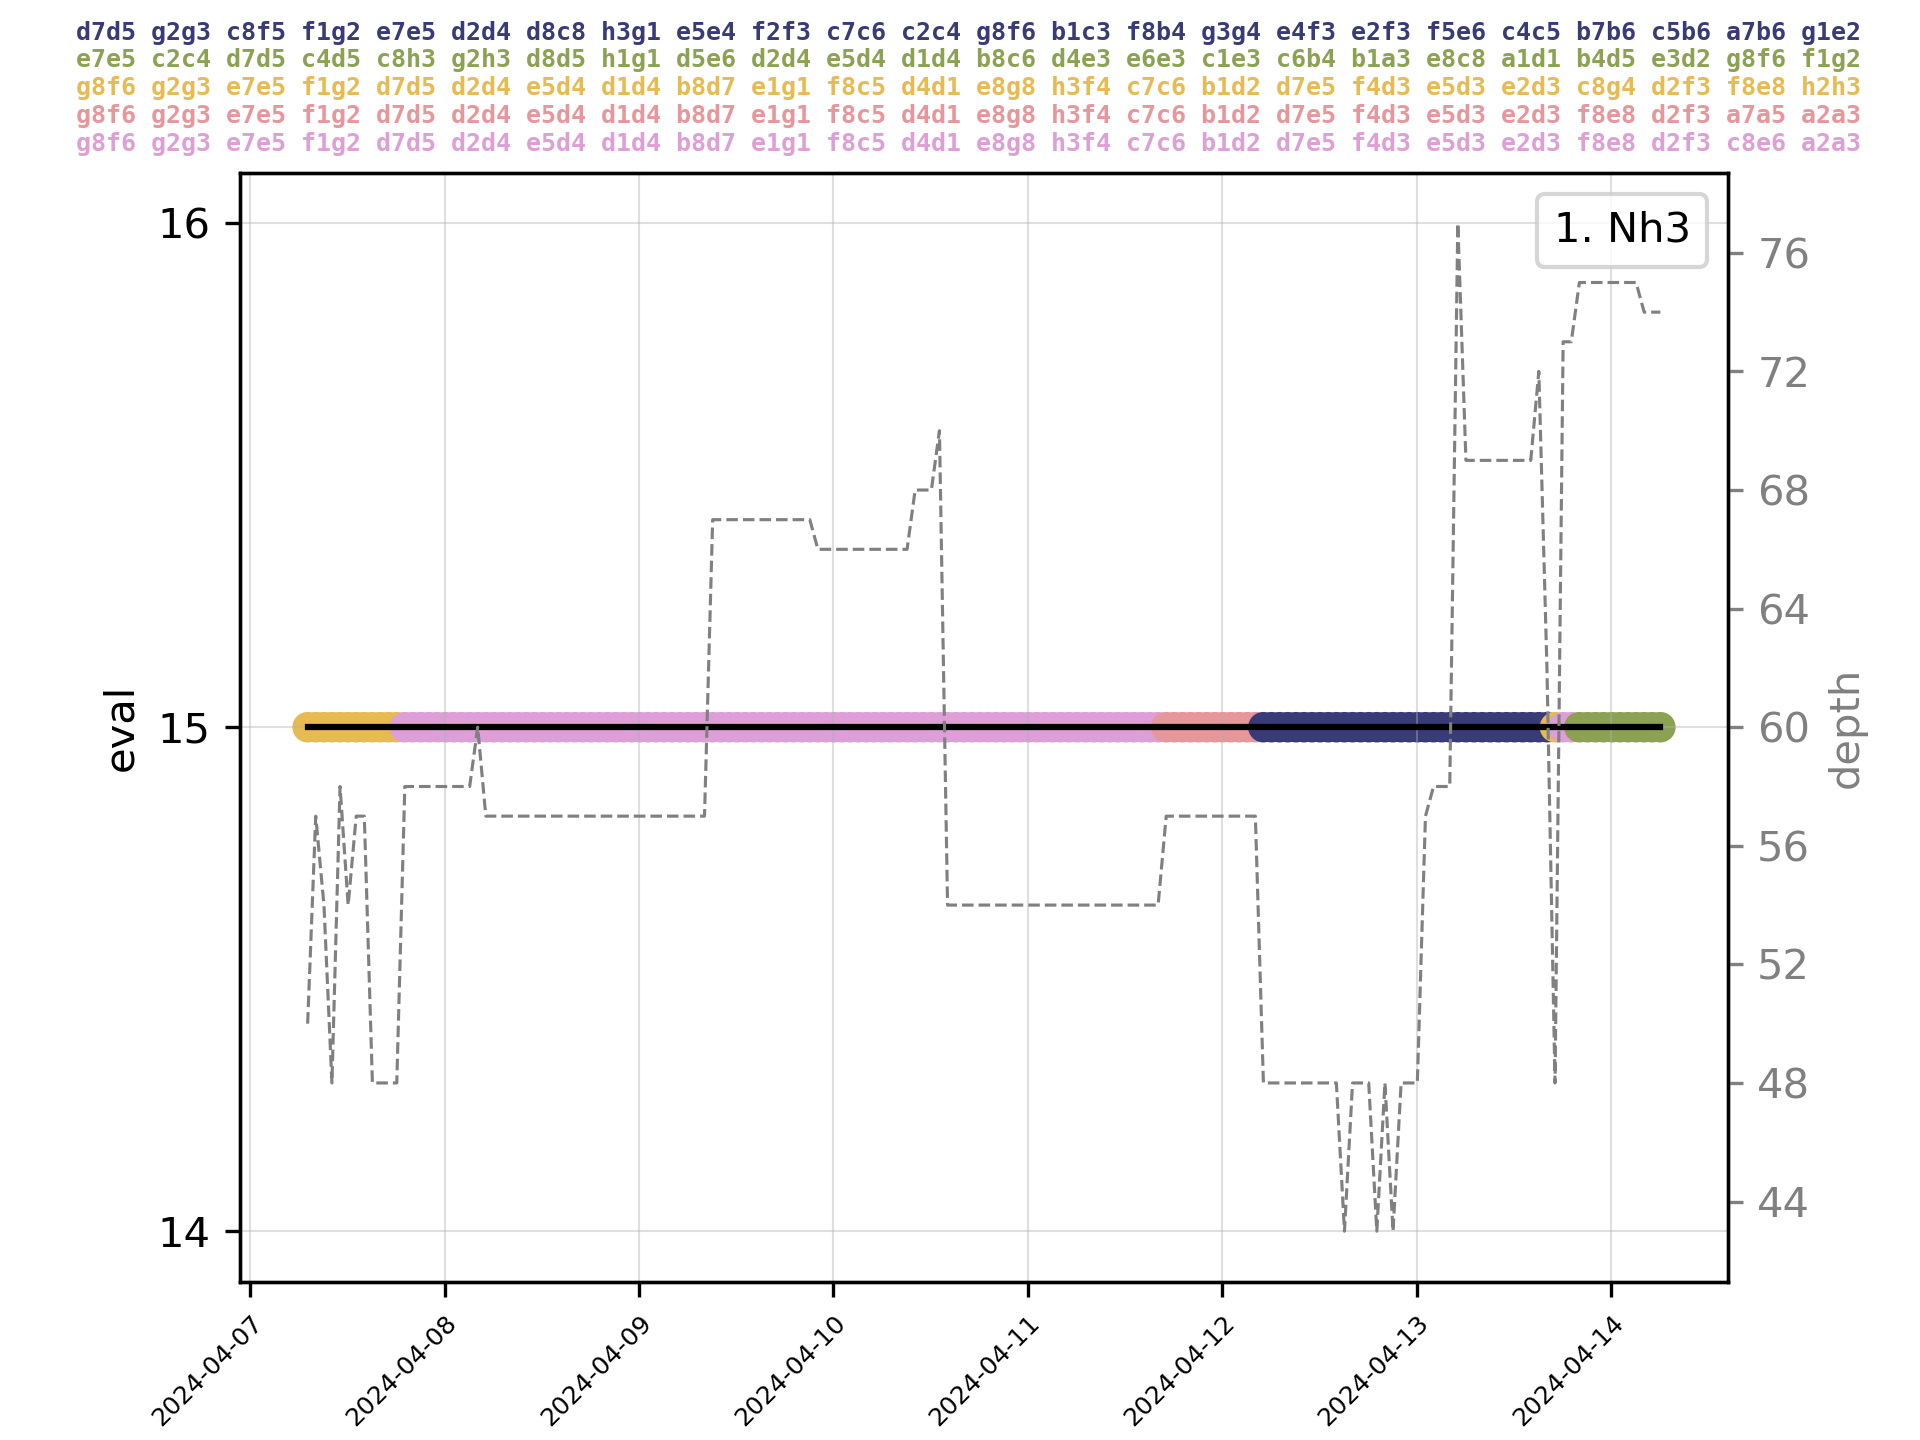 d7d5 g2g3 c8f5 f1g2 e7e5 d2d4 d8c8 h3g1 e5e4 f2f3 c7c6 c2c4 g8f6 b1c3 f8b4 g3g4 e4f3 e2f3 f5e6 c4c5 b7b6 c5b6 a7b6 g1e2
e7e5 c2c4 d7d5 c4d5 c8h3 g2h3 d8d5 h1g1 d5e6 d2d4 e5d4 d1d4 b8c6 d4e3 e6e3 c1e3 c6b4 b1a3 e8c8 a1d1 b4d5 e3d2 g8f6 f1g2
g8f6 g2g3 e7e5 f1g2 d7d5 d2d4 e5d4 d1d4 b8d7 e1g1 f8c5 d4d1 e8g8 h3f4 c7c6 b1d2 d7e5 f4d3 e5d3 e2d3 c8g4 d2f3 f8e8 h2h3
g8f6 g2g3 e7e5 f1g2 d7d5 d2d4 e5d4 d1d4 b8d7 e1g1 f8c5 d4d1 e8g8 h3f4 c7c6 b1d2 d7e5 f4d3 e5d3 e2d3 f8e8 d2f3 a7a5 a2a3
g8f6 g2g3 e7e5 f1g2 d7d5 d2d4 e5d4 d1d4 b8d7 e1g1 f8c5 d4d1 e8g8 h3f4 c7c6 b1d2 d7e5 f4d3 e5d3 e2d3 f8e8 d2f3 c8e6 a2a3
1. Nh3
16
15
14
eval
76
72
68
64
60
56
52
48
44
depth
2024-04-07
2024-04-08
2024-04-09
2024-04-10
2024-04-11
2024-04-12
2024-04-13
2024-04-14